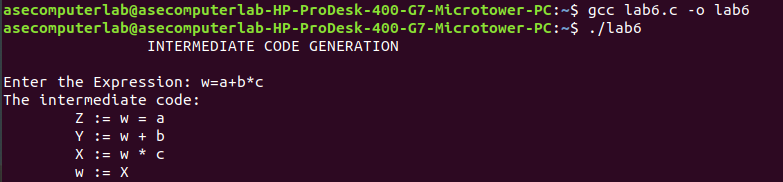 asecomputerlab@asecomputerlab-HP-ProDesk-400-G7-Microtower-PC:~$ gcc lab6.c -o lab6
asecomputerlab@asecomputerlab-HP-ProDesk-400-G7-Microtower-PC:~$ ./lab6
INTERMEDIATE CODE GENERATION
Enter the Expression: w=a+b*c
The intermediate code:
Z := w = a
Y := w + b
X := w * c
w := X